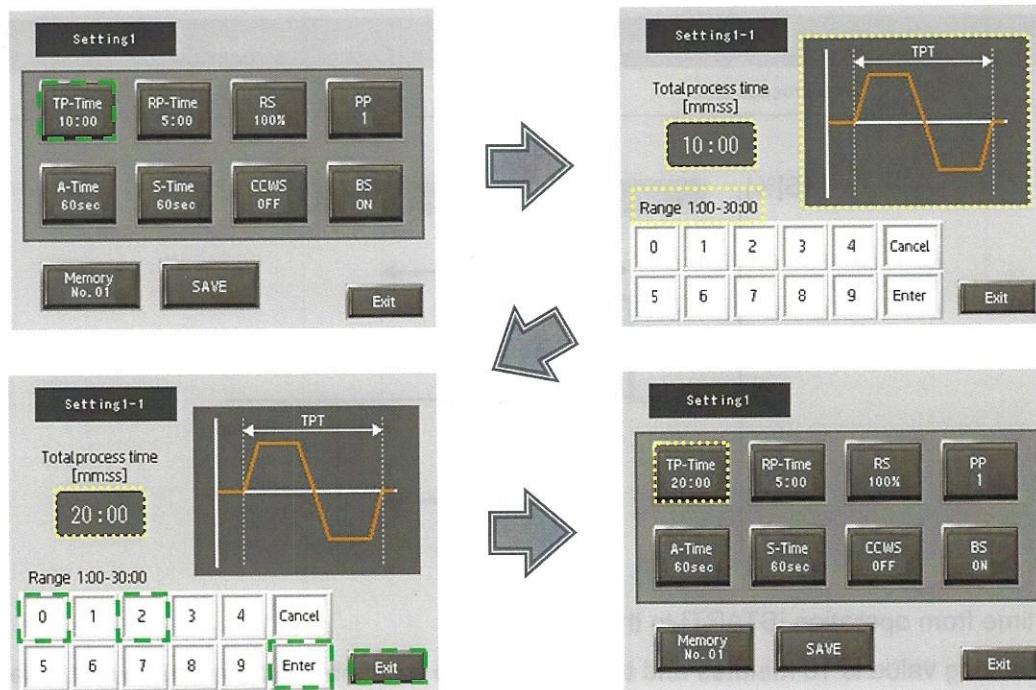 Setting1
TP-Time
10:00
RP-Time
5:00
RS
100%
PP
1
A-Time
60sec
S-Time
60sec
CCWS
OFF
BS
ON
Memory
No.01
SAVE
Exit
Setting1-1
Total process time
[mm:ss]
10:00
TPT
Range 1:00-30:00
0
1
2
3
4
Cancel
5
6
7
8
9
Enter
Exit
Setting1-1
Total process time
[mm:ss]
20:00
TPT
Range 1:00-30:00
0
1
2
3
4
Cancel
5
6
7
8
9
Enter
Exit
Setting1
TP-Time
20:00
RP-Time
5:00
RS
100%
PP
1
A-Time
60sec
S-Time
60sec
CCWS
OFF
BS
ON
Memory
No.01
SAVE
Exit